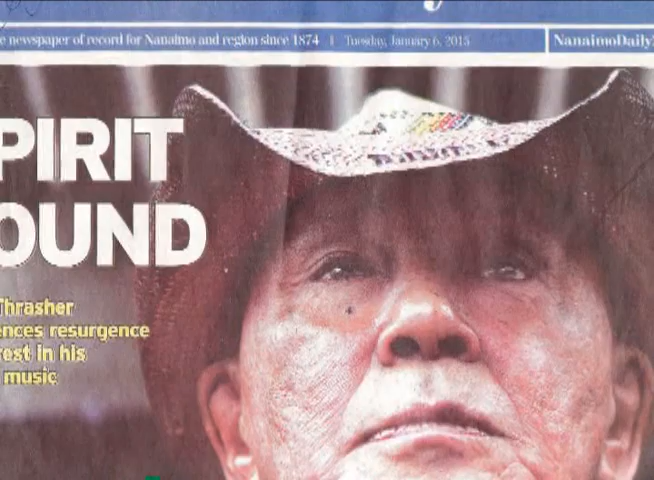 e newspaper of record for Nanaimo and region since 1874 | Tuesday, January 6, 2015 NanaimoDaily
PIRIT
OUND
Thrasher
ences resurgence
rest in his
music